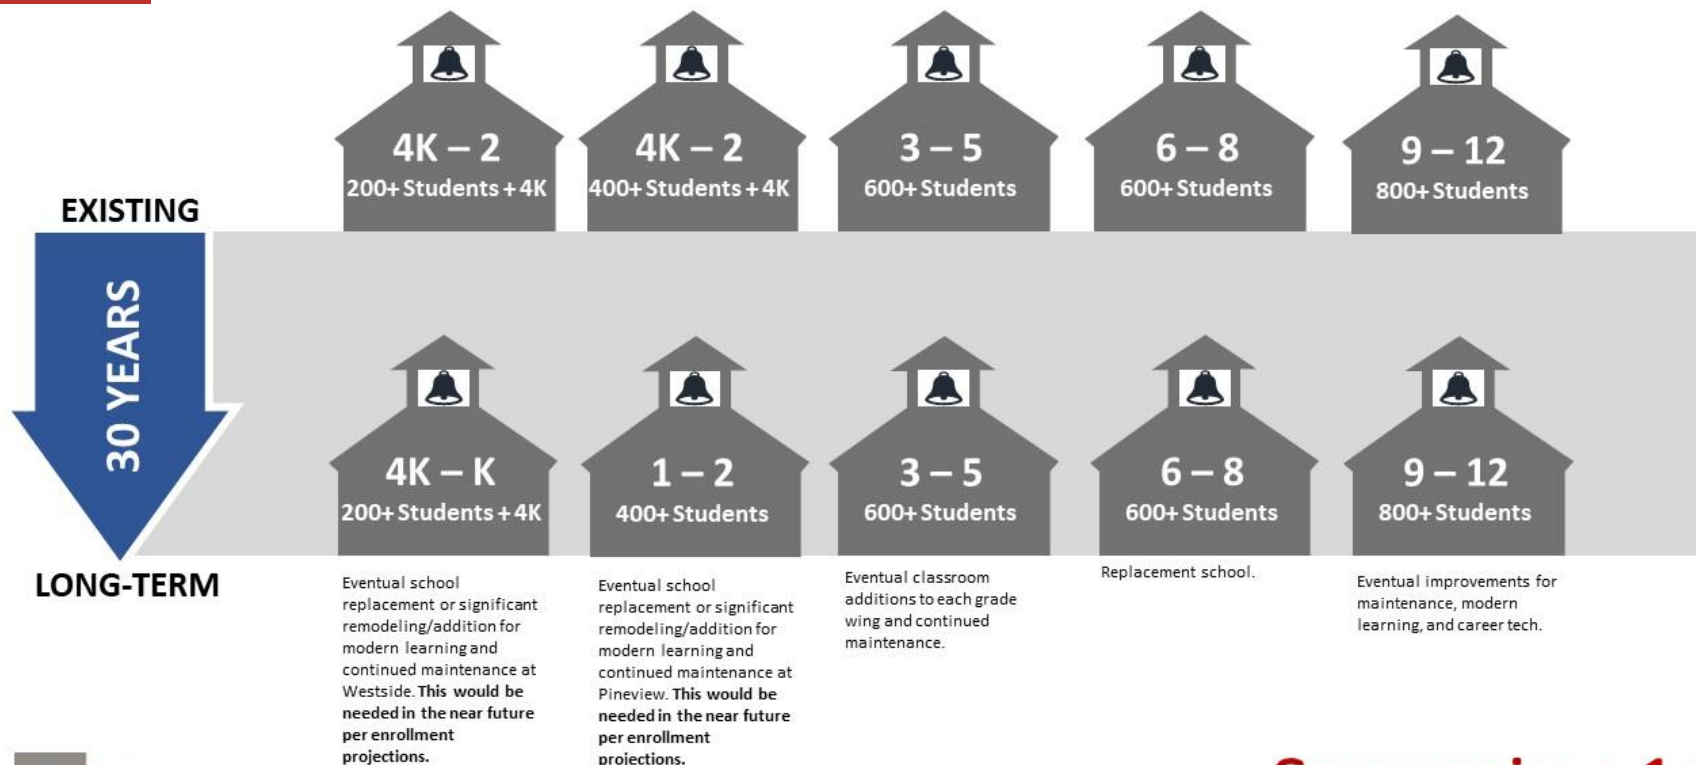 4K – 2
200+ Students + 4K
4K – 2
400+ Students + 4K
3 – 5
600+ Students
6 – 8
600+ Students
9 – 12
800+ Students
EXISTING
30 YEARS
LONG-TERM
4K – K
200+ Students + 4K
1 – 2
400+ Students
3 – 5
600+ Students
6 – 8
600+ Students
9 – 12
800+ Students
Eventual school
replacement or significant
remodeling/addition for
modern learning and
continued maintenance at
Westside. This would be
needed in the near future
per enrollment
projections.
Eventual school
replacement or significant
remodeling/addition for
modern learning and
continued maintenance at
Pineview. This would be
needed in the near future
per enrollment
projections.
Eventual classroom
additions to each grade
wing and continued
maintenance.
Replacement school.
Eventual improvements for
maintenance, modern
learning, and career tech.